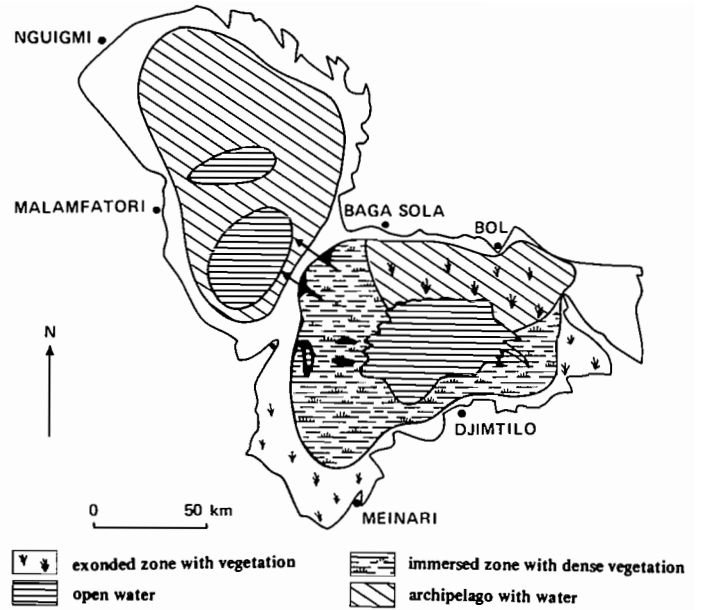 NGUIGMI
MALAMFATORI
BAGA SOLA
BOL
N
DJIMTILO
0 50 km
MEINARI
exonded zone with vegetation
immersed zone with dense vegetation
open water
archipelago with water